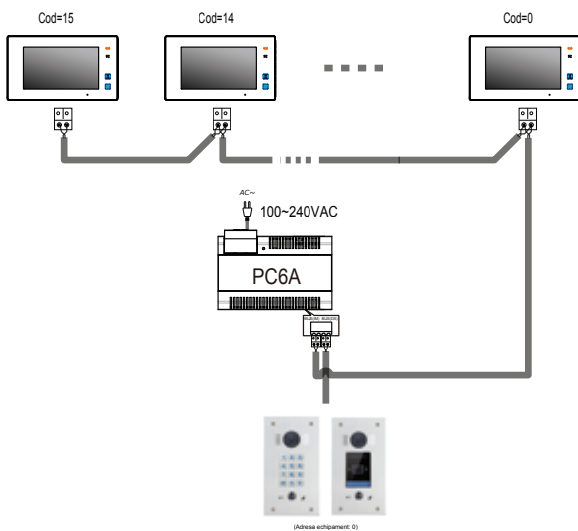 Cod=15
Cod=14
Cod=0
AC~
100~240VAC
PC6A
(Adresa echipament: 0)